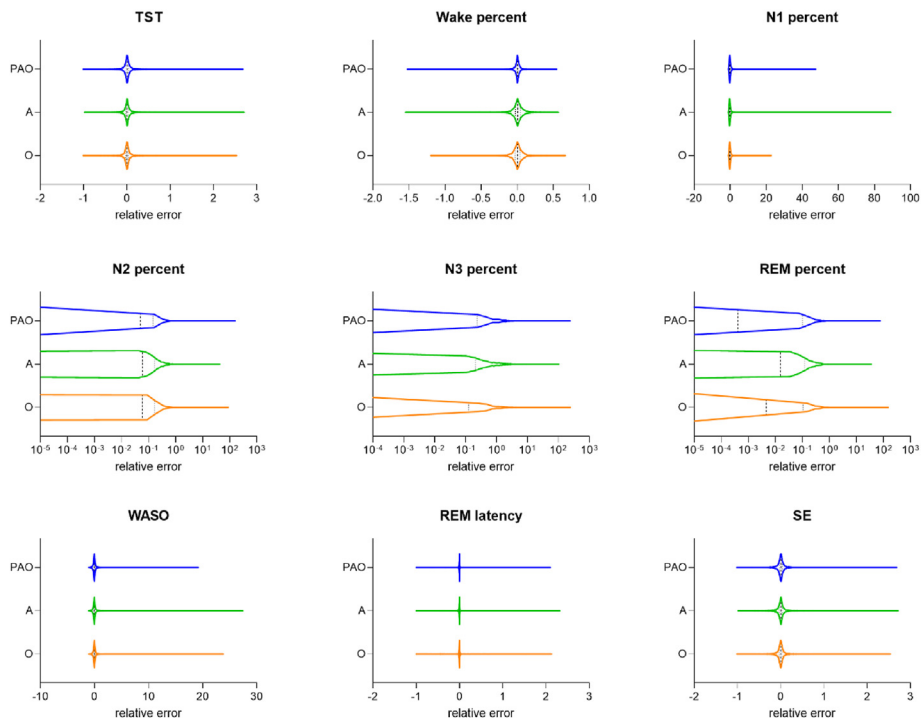 TST Wake percent N1 percent
PAO PAO PAO
A A A
O O O
-2 -1 0 1 2 3 -2.0 -1.5 -1.0 -0.5 0.0 0.5 1.0 -20 0 20 40 60 80 100
relative error relative error relative error
N2 percent N3 percent REM percent
PAO PAO PAO
A A A
O O O
10⁻⁵ 10⁻⁴ 10⁻³ 10⁻² 10⁻¹ 10⁰ 10¹ 10² 10³ 10⁻⁴ 10⁻³ 10⁻² 10⁻¹ 10⁰ 10¹ 10² 10³ 10⁻⁵ 10⁻⁴ 10⁻³ 10⁻² 10⁻¹ 10⁰ 10¹ 10² 10³
relative error relative error relative error
WASO REM latency SE
PAO PAO PAO
A A A
O O O
-10 0 10 20 30 -2 -1 0 1 2 3 -2 -1 0 1 2 3
relative error relative error relative error